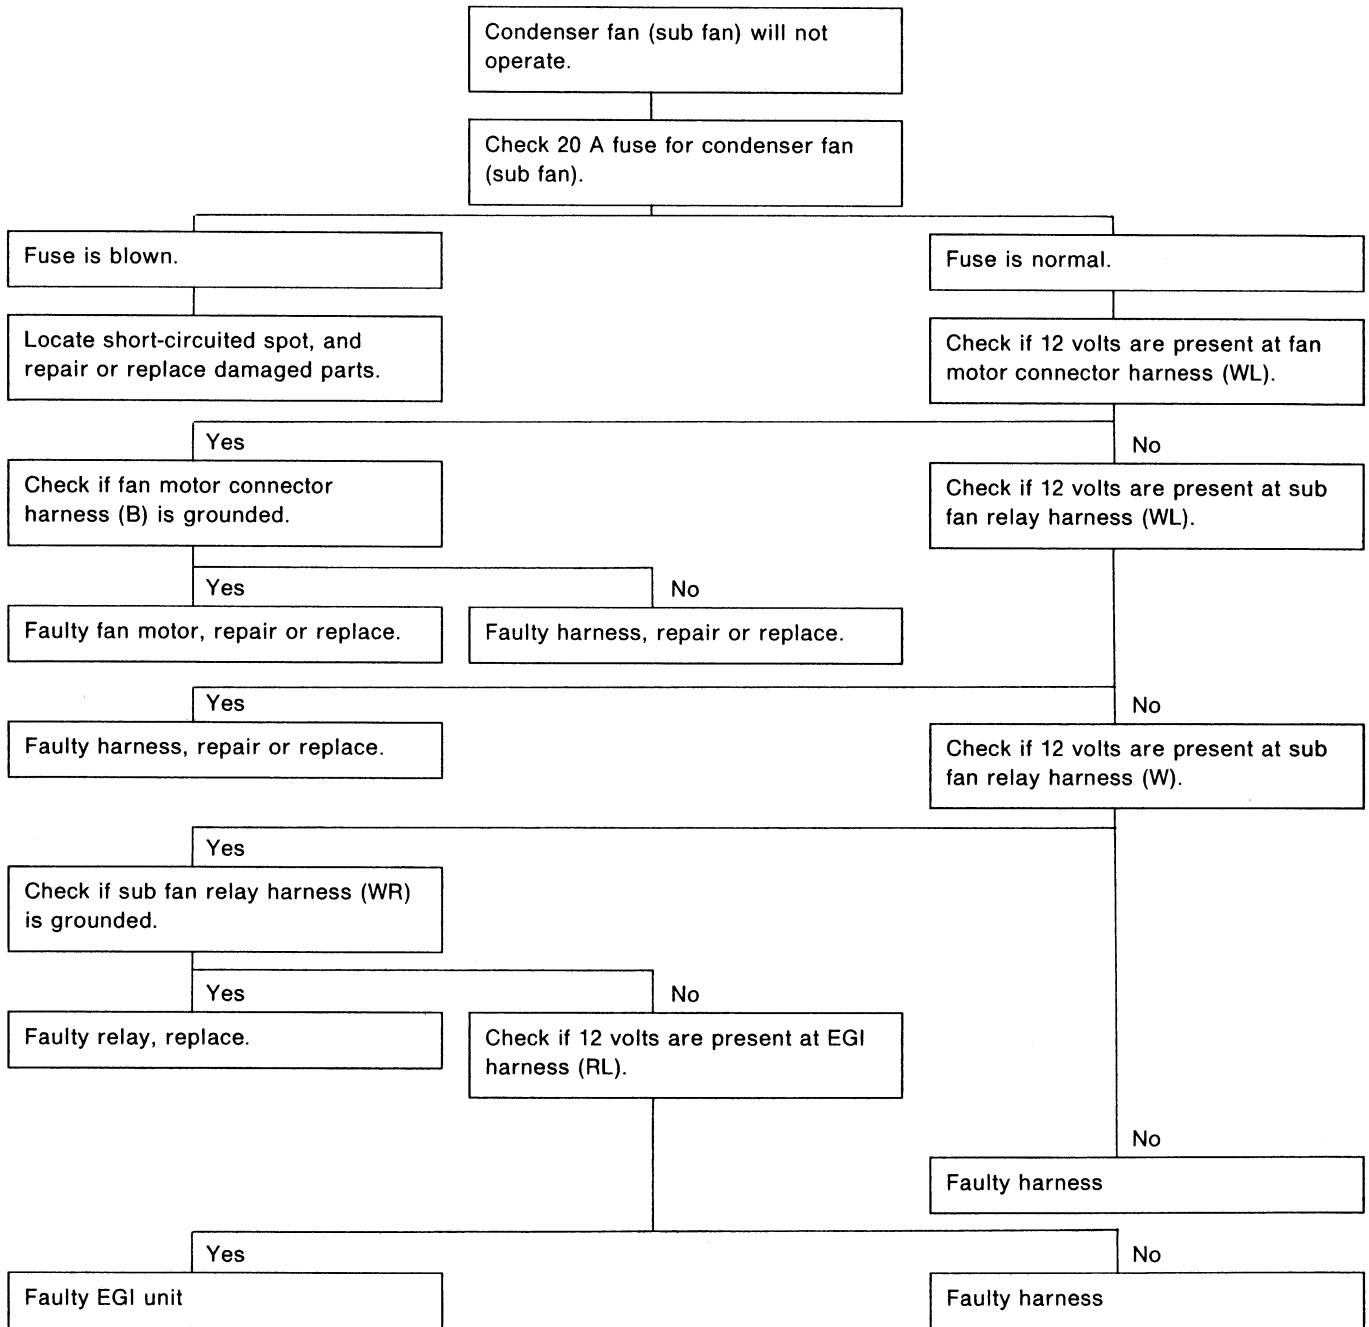 Condenser fan (sub fan) will not
operate.
Check 20 A fuse for condenser fan
(sub fan).
Fuse is blown.
Fuse is normal.
Locate short-circuited spot, and
repair or replace damaged parts.
Check if 12 volts are present at fan
motor connector harness (WL).
Yes
No
Check if fan motor connector
harness (B) is grounded.
Check if 12 volts are present at sub
fan relay harness (WL).
Yes
No
Faulty fan motor, repair or replace.
Faulty harness, repair or replace.
Yes
No
Faulty harness, repair or replace.
Check if 12 volts are present at sub
fan relay harness (W).
Yes
Check if sub fan relay harness (WR)
is grounded.
Yes
No
Faulty relay, replace.
Check if 12 volts are present at EGI
harness (RL).
No
Faulty harness
Yes
No
Faulty EGI unit
Faulty harness